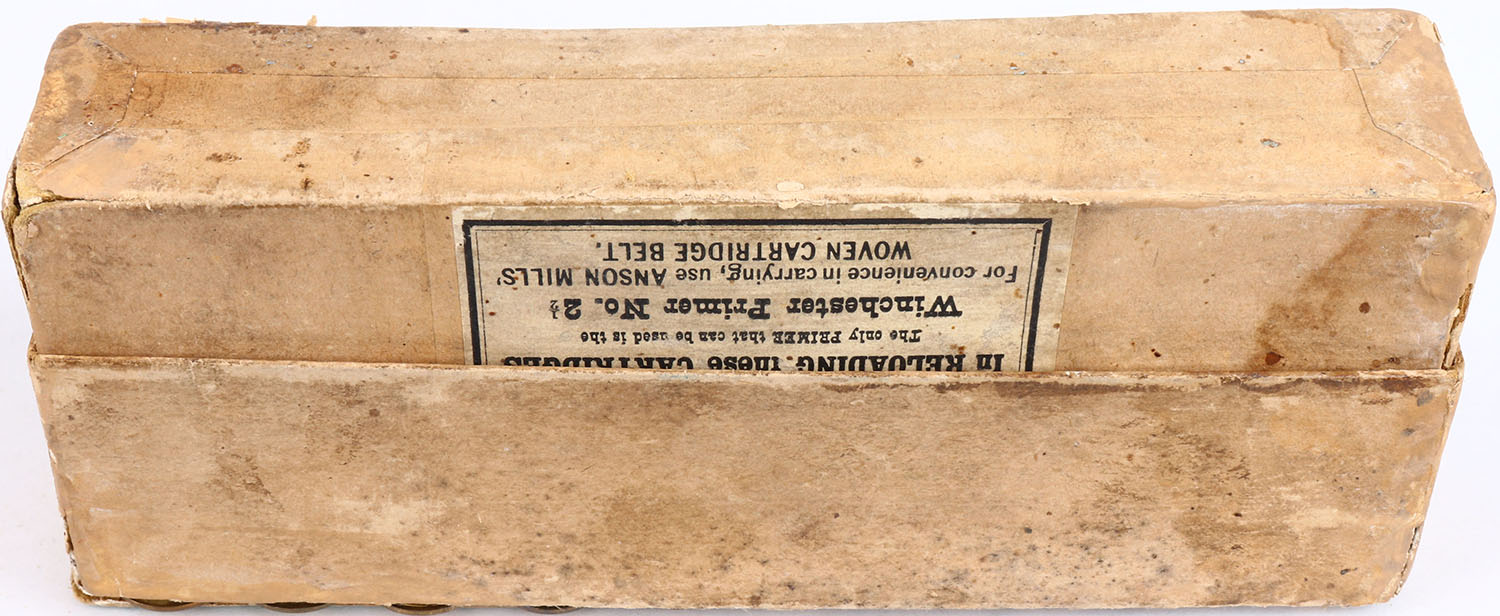 In RELOADING these CARTRIDGES
The only PRIMER that can be used is the
Winchester Primer No. 2½
For convenience in carrying, use ANSON MILLS'
WOVEN CARTRIDGE BELT.